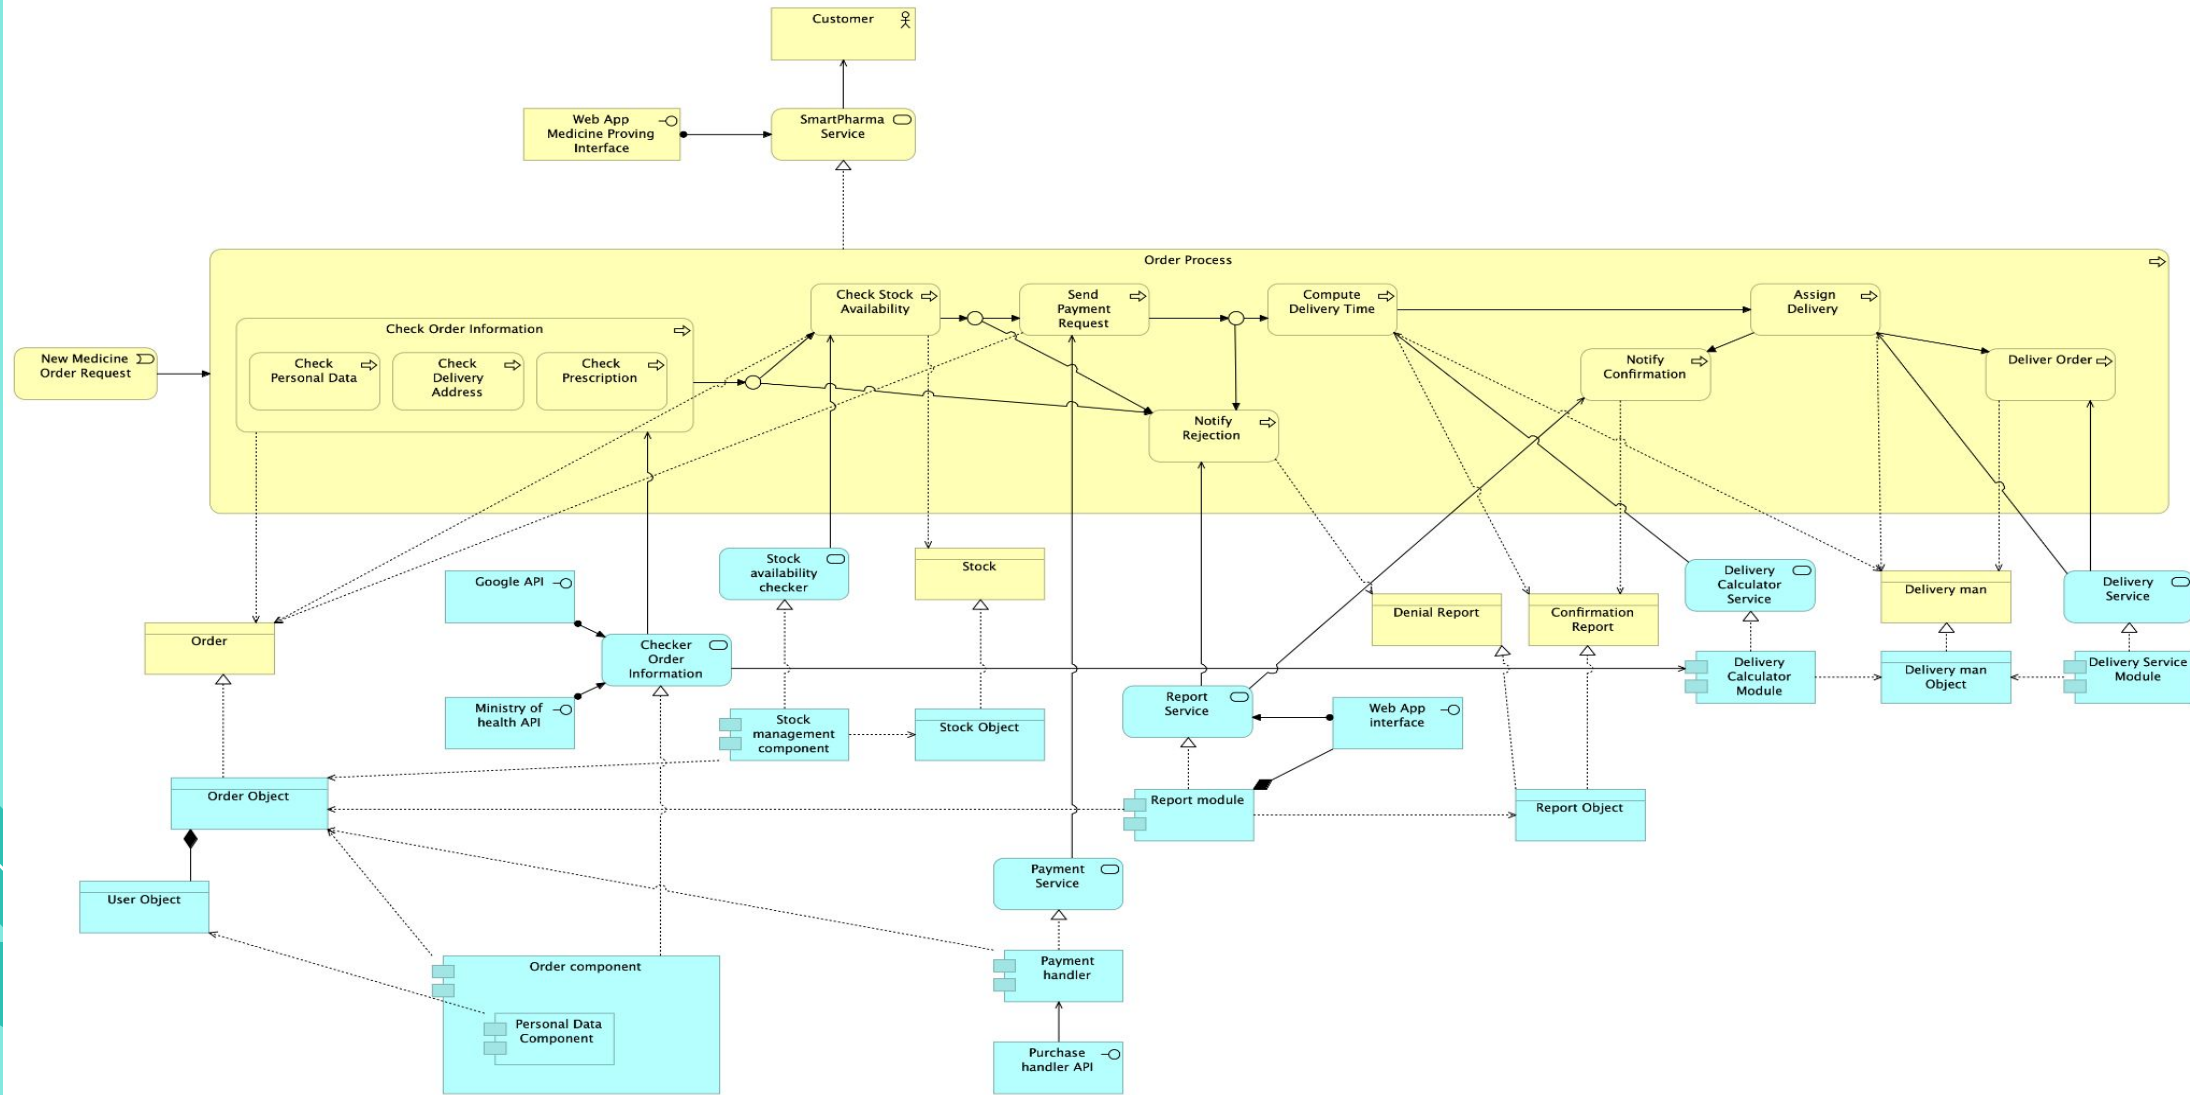 Customer
Web App
Medicine Proving
Interface
SmartPharma
Service
Order Process
Check Stock
Availability
Send
Payment
Request
Compute
Delivery Time
Assign
Delivery
Check Order Information
New Medicine
Order Request
Check
Personal Data
Check
Delivery
Address
Check
Prescription
Notify
Confirmation
Deliver Order
Notify
Rejection
Google API
Stock
availability
checker
Stock
Delivery
Calculator
Service
Delivery man
Delivery
Service
Denial Report
Confirmation
Report
Order
Checker
Order
Information
Delivery
Calculator
Module
Delivery man
Object
Delivery Service
Module
Ministry of
health API
Stock
management
component
Stock Object
Report
Service
Web App
interface
Order Object
Report module
Report Object
User Object
Payment
Service
Order component
Payment
handler
Personal Data
Component
Purchase
handler API